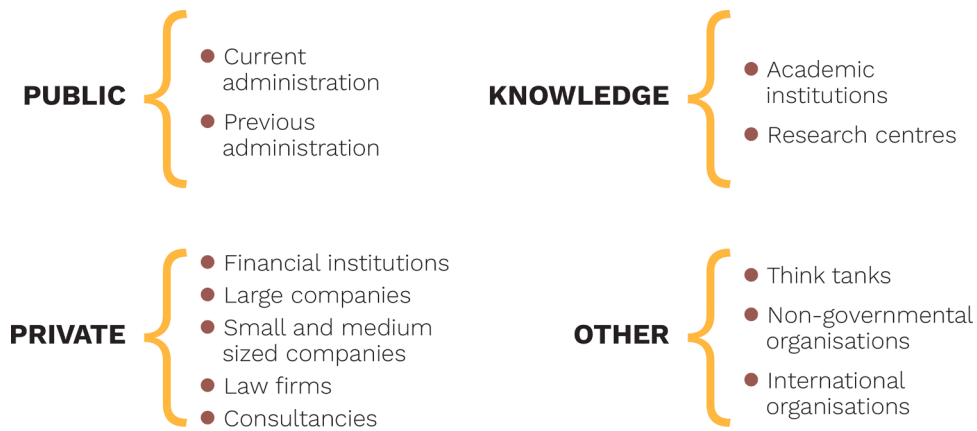 PUBLIC
Current
administration
Previous
administration
KNOWLEDGE
Academic
institutions
Research centres
PRIVATE
Financial institutions
Large companies
Small and medium
sized companies
Law firms
Consultancies
OTHER
Think tanks
Non-governmental
organisations
International
organisations